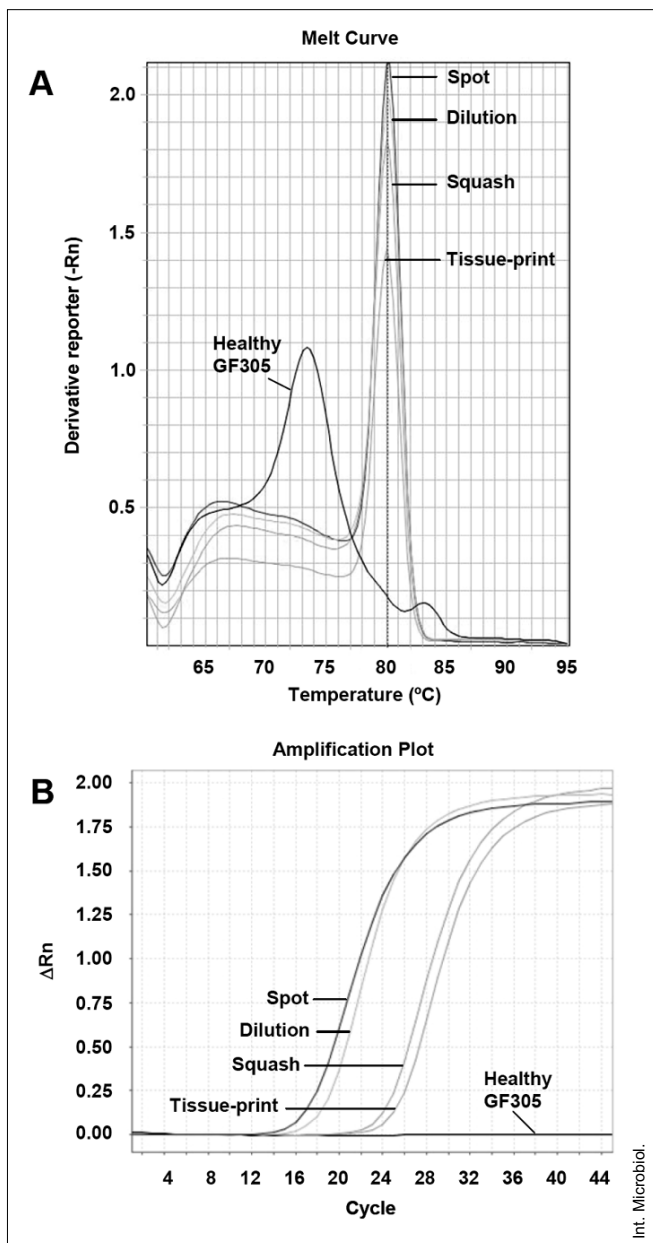 Melt Curve
A
2.0
1.5
1.0
0.5
Derivative reporter (-Rn)
Spot
Dilution
Squash
Tissue-print
Healthy
GF305
65 70 75 80 85 90 95
Temperature (ºC)
Amplification Plot
B
2.00
1.75
1.50
1.25
1.00
0.75
0.50
0.25
0.00
ΔRn
Spot
Dilution
Squash
Tissue-print
Healthy
GF305
4 8 12 16 20 24 28 32 36 40 44
Cycle
Int. Microbiol.